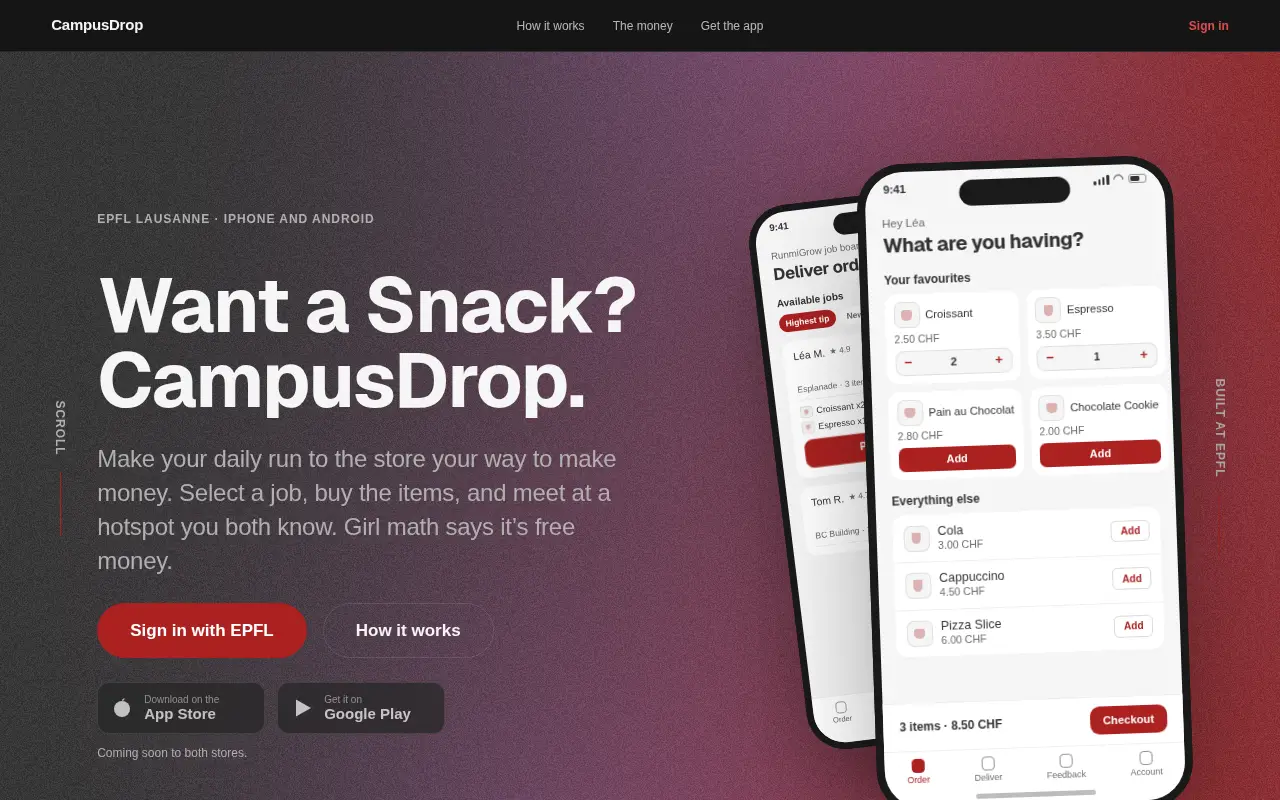 CampusDrop
How it works
The money
Get the app
Sign in
EPFL LAUSANNE · IPHONE AND ANDROID
Want a Snack?
CampusDrop.
Make your daily run to the store your way to make
money. Select a job, buy the items, and meet at a
hotspot you both know. Girl math says it’s free
money.
Sign in with EPFL
How it works
Download on the
App Store
Get it on
Google Play
Coming soon to both stores.
SCROLL
9:41
RunmiGrow job
Deliver
Available jobs
Highest tip
Léa M. ★ 4.9
Esplanade · 3
Croissant
Espresso
Tom R.
BC Building ·
Order
9:41
Hey Léa
What are you having?
Your favourites
Croissant
2.50 CHF
− 2 +
Espresso
3.50 CHF
− 1 +
Pain au Chocolat
2.80 CHF
Add
Chocolate Cookie
2.00 CHF
Add
Everything else
Cola
3.00 CHF
Add
Cappuccino
4.50 CHF
Add
Pizza Slice
6.00 CHF
Add
3 items · 8.50 CHF
Checkout
Order
Deliver
Feedback
Account
BUILT AT EPFL